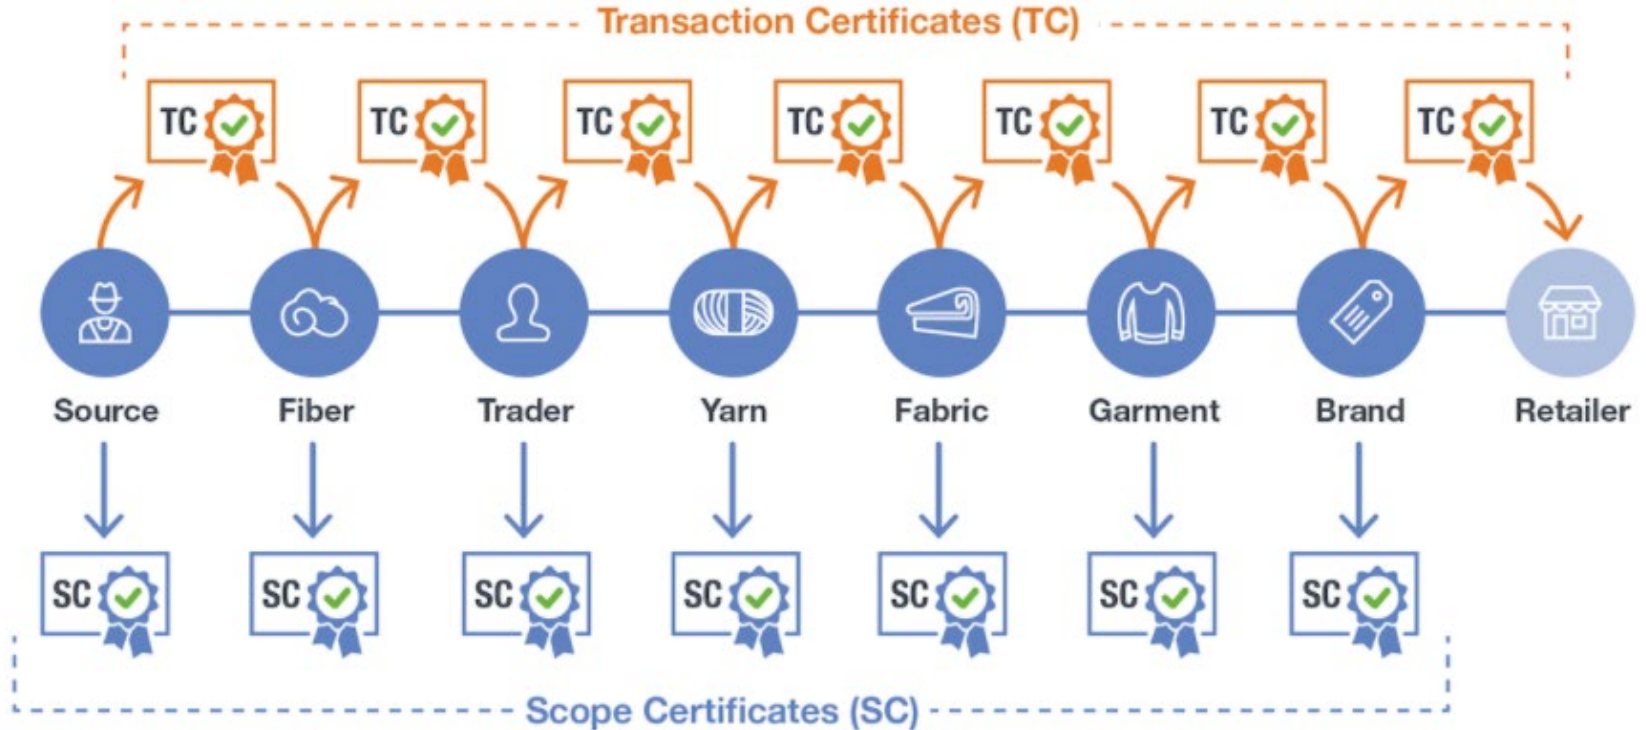 Transaction Certificates (TC)
TC TC TC TC TC TC TC
Source Fiber Trader Yarn Fabric Garment Brand Retailer
SC SC SC SC SC SC SC
Scope Certificates (SC)